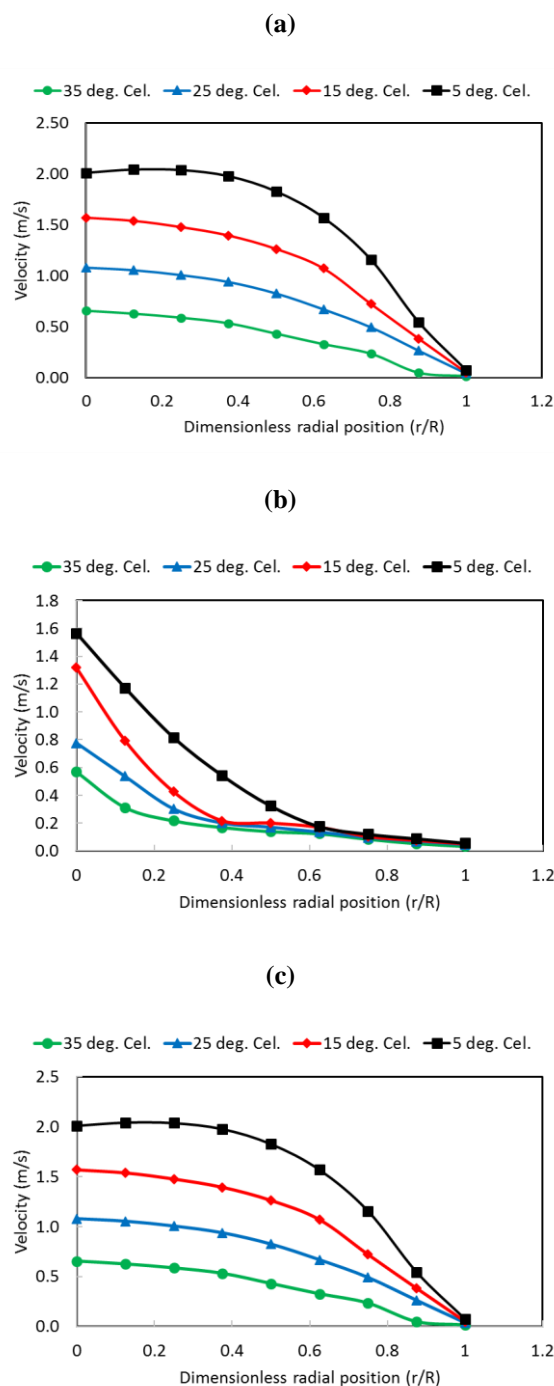 (a)
35 deg. Cel. 25 deg. Cel. 15 deg. Cel. 5 deg. Cel.
2.50
2.00
1.50
1.00
0.50
0.00
Velocity (m/s)
0 0.2 0.4 0.6 0.8 1 1.2
Dimensionless radial position (r/R)
(b)
35 deg. Cel. 25 deg. Cel. 15 deg. Cel. 5 deg. Cel.
1.8
1.6
1.4
1.2
1.0
0.8
0.6
0.4
0.2
0.0
Velocity (m/s)
0 0.2 0.4 0.6 0.8 1 1.2
Dimensionless radial position (r/R)
(c)
35 deg. Cel. 25 deg. Cel. 15 deg. Cel. 5 deg. Cel.
2.5
2.0
1.5
1.0
0.5
0.0
Velocity (m/s)
0 0.2 0.4 0.6 0.8 1 1.2
Dimensionless radial position (r/R)